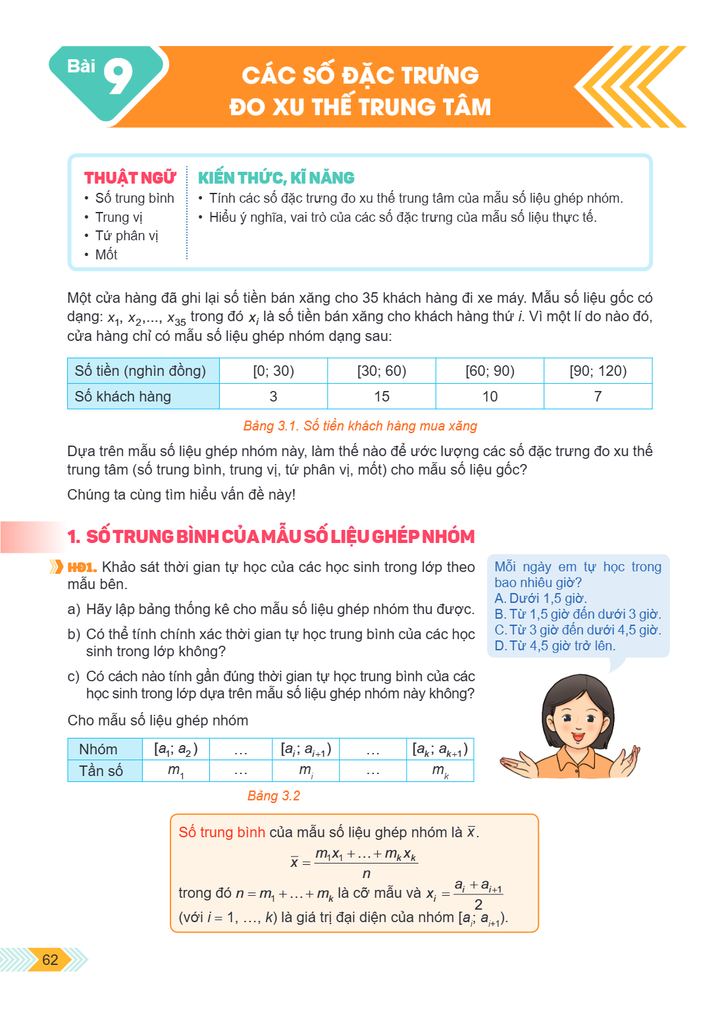 Bài 9
CÁC SỐ ĐẶC TRƯNG
ĐO XU THẾ TRUNG TÂM
THUẬT NGỮ
• Số trung bình
• Trung vị
• Tứ phân vị
• Mốt
KIẾN THỨC, KĨ NĂNG
• Tính các số đặc trưng đo xu thế trung tâm của mẫu số liệu ghép nhóm.
• Hiểu ý nghĩa, vai trò của các số đặc trưng của mẫu số liệu thực tế.
Một cửa hàng đã ghi lại số tiền bán xăng cho 35 khách hàng đi xe máy. Mẫu số liệu gốc có
dạng: x₁, x₂,..., x₃₅ trong đó xᵢ là số tiền bán xăng cho khách hàng thứ i. Vì một lí do nào đó,
cửa hàng chỉ có mẫu số liệu ghép nhóm dạng sau:
Số tiền (nghìn đồng) [0; 30) [30; 60) [60; 90) [90; 120)
Số khách hàng 3 15 10 7
Bảng 3.1. Số tiền khách hàng mua xăng
Dựa trên mẫu số liệu ghép nhóm này, làm thế nào để ước lượng các số đặc trưng đo xu thế
trung tâm (số trung bình, trung vị, tứ phân vị, mốt) cho mẫu số liệu gốc?
Chúng ta cùng tìm hiểu vấn đề này!
1. SỐ TRUNG BÌNH CỦA MẪU SỐ LIỆU GHÉP NHÓM
HĐ1. Khảo sát thời gian tự học của các học sinh trong lớp theo
mẫu bên.
a) Hãy lập bảng thống kê cho mẫu số liệu ghép nhóm thu được.
b) Có thể tính chính xác thời gian tự học trung bình của các học
sinh trong lớp không?
c) Có cách nào tính gần đúng thời gian tự học trung bình của các
học sinh trong lớp dựa trên mẫu số liệu ghép nhóm này không?
Mỗi ngày em tự học trong
bao nhiêu giờ?
A. Dưới 1,5 giờ.
B. Từ 1,5 giờ đến dưới 3 giờ.
C. Từ 3 giờ đến dưới 4,5 giờ.
D. Từ 4,5 giờ trở lên.
Cho mẫu số liệu ghép nhóm
Nhóm [a₁; a₂) … [aᵢ; aᵢ₊₁) … [aₖ; aₖ₊₁)
Tần số m₁ … mᵢ … mₖ
Bảng 3.2
Số trung bình của mẫu số liệu ghép nhóm là x̄.
x̄ = (m₁x₁ + … + mₖxₖ) / n
trong đó n = m₁ + … + mₖ là cỡ mẫu và xᵢ = (aᵢ + aᵢ₊₁) / 2
(với i = 1, …, k) là giá trị đại diện của nhóm [aᵢ; aᵢ₊₁).
62